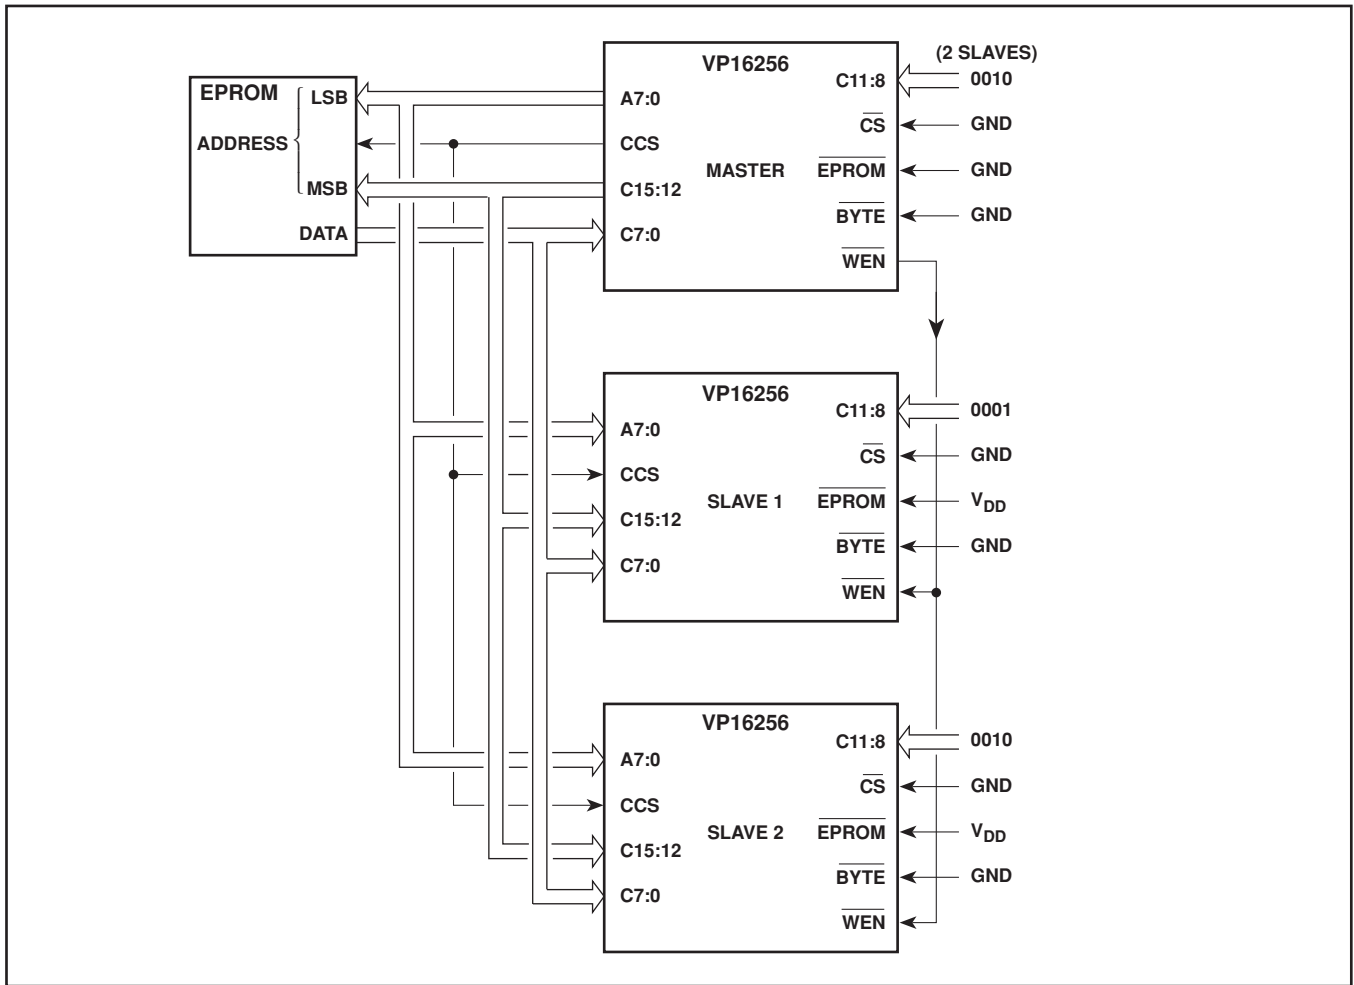 EPROM
LSB
ADDRESS
MSB
DATA
VP16256
A7:0
CCS
MASTER
C15:12
C7:0
(2 SLAVES)
C11:8
0010
CS
GND
EPROM
GND
BYTE
GND
WEN
VP16256
A7:0
CCS
SLAVE 1
C15:12
C7:0
C11:8
0001
CS
GND
EPROM
VDD
BYTE
GND
WEN
VP16256
A7:0
CCS
SLAVE 2
C15:12
C7:0
C11:8
0010
CS
GND
EPROM
VDD
BYTE
GND
WEN